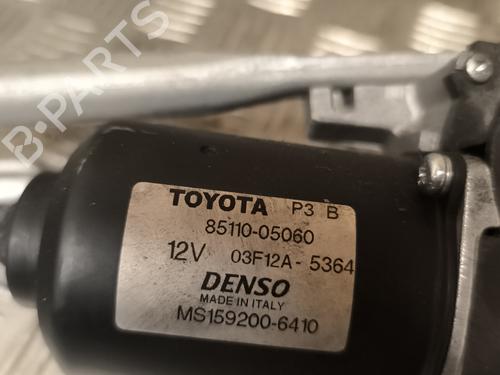 B-PARTS
TOYOTA P3 B
85110-05060
12V 03F12A-5364
DENSO
MADE IN ITALY
MS159200-6410